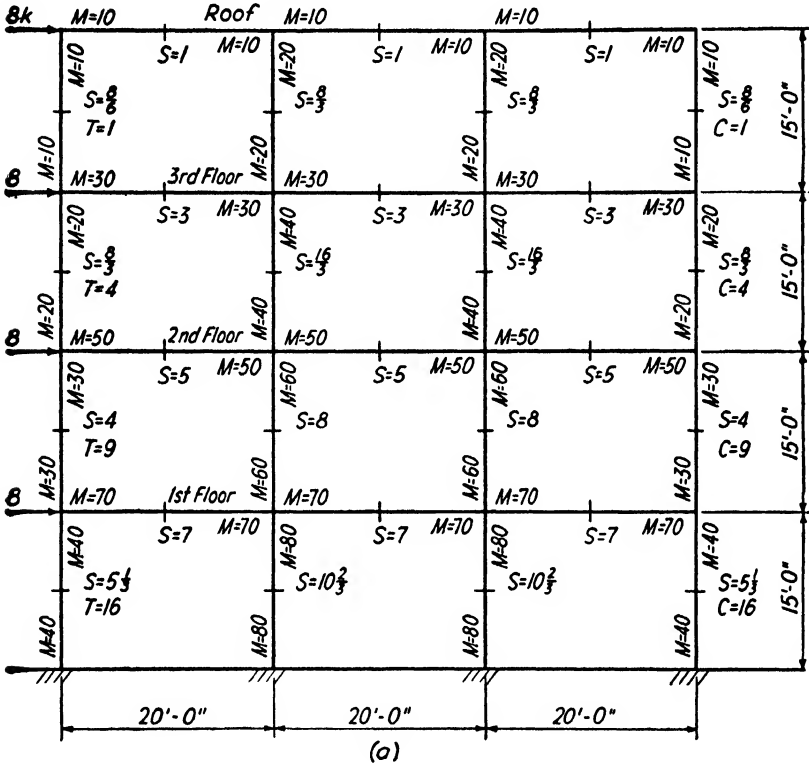 8k M=10 Roof M=10 M=10
S=1 M=10 S=1 M=10 S=1 M=10
M=10 M=20 M=20 M=10
S=8/6 S=8/3 S=8/3 S=8/6
T=1 C=1
15'-0"
M=10 M=20 M=20 M=10
8 M=30 3rd Floor M=30 M=30
S=3 M=30 S=3 M=30 S=3 M=30
M=20 M=40 M=40 M=20
S=8/3 S=16/3 S=16/3 S=8/3
T=4 C=4
15'-0"
M=20 M=40 M=40 M=20
8 M=50 2nd Floor M=50 M=50
S=5 M=50 S=5 M=50 S=5 M=50
M=30 M=60 M=60 M=30
S=4 S=8 S=8 S=4
T=9 C=9
15'-0"
M=30 M=60 M=60 M=30
8 M=70 1st Floor M=70 M=70
S=7 M=70 S=7 M=70 S=7 M=70
M=40 M=80 M=80 M=40
S=5 1/3 S=10 2/3 S=10 2/3 S=5 1/3
T=16 C=16
15'-0"
M=40 M=80 M=80 M=40
20'-0" 20'-0" 20'-0"
(a)